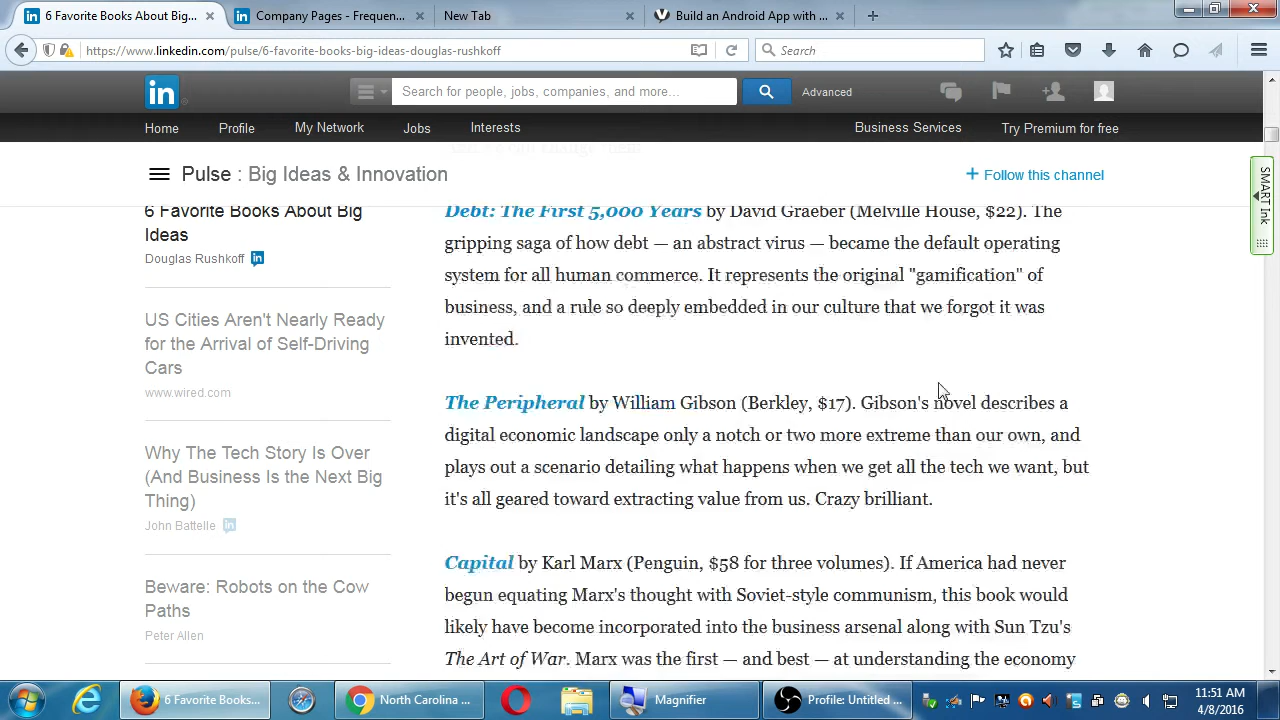 6 Favorite Books About Big...
Company Pages - Frequen...
New Tab
Build an Android App with ...
https://www.linkedin.com/pulse/6-favorite-books-big-ideas-douglas-rushkoff
Search
in
Search for people, jobs, companies, and more...
Advanced
Home
Profile
My Network
Jobs
Interests
Business Services
Try Premium for free
Pulse : Big Ideas & Innovation
+ Follow this channel
SMART Ink
6 Favorite Books About Big
Ideas
Douglas Rushkoff in
US Cities Aren't Nearly Ready
for the Arrival of Self-Driving
Cars
www.wired.com
Why The Tech Story Is Over
(And Business Is the Next Big
Thing)
John Battelle in
Beware: Robots on the Cow
Paths
Peter Allen
Debt: The First 5,000 Years by David Graeber (Melville House, $22). The
gripping saga of how debt — an abstract virus — became the default operating
system for all human commerce. It represents the original "gamification" of
business, and a rule so deeply embedded in our culture that we forgot it was
invented.
The Peripheral by William Gibson (Berkley, $17). Gibson's novel describes a
digital economic landscape only a notch or two more extreme than our own, and
plays out a scenario detailing what happens when we get all the tech we want, but
it's all geared toward extracting value from us. Crazy brilliant.
Capital by Karl Marx (Penguin, $58 for three volumes). If America had never
begun equating Marx's thought with Soviet-style communism, this book would
likely have become incorporated into the business arsenal along with Sun Tzu's
The Art of War. Marx was the first — and best — at understanding the economy
6 Favorite Books...
North Carolina ...
Magnifier
Profile: Untitled ...
11:51 AM
4/8/2016